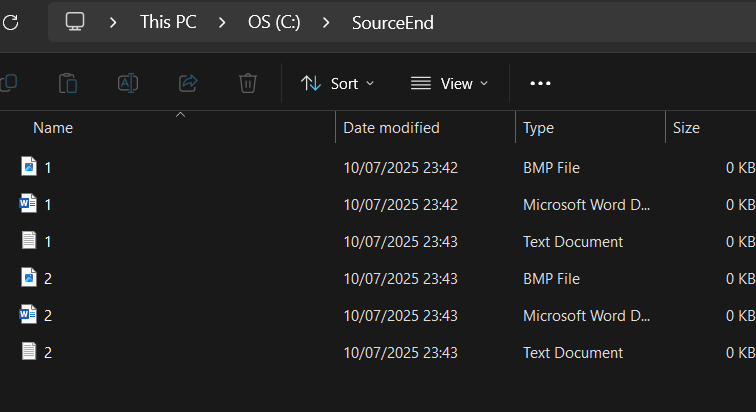 This PC > OS (C:) > SourceEnd
Sort View
Name Date modified Type Size
1 10/07/2025 23:42 BMP File 0 KB
1 10/07/2025 23:42 Microsoft Word D... 0 KB
1 10/07/2025 23:43 Text Document 0 KB
2 10/07/2025 23:43 BMP File 0 KB
2 10/07/2025 23:43 Microsoft Word D... 0 KB
2 10/07/2025 23:43 Text Document 0 KB